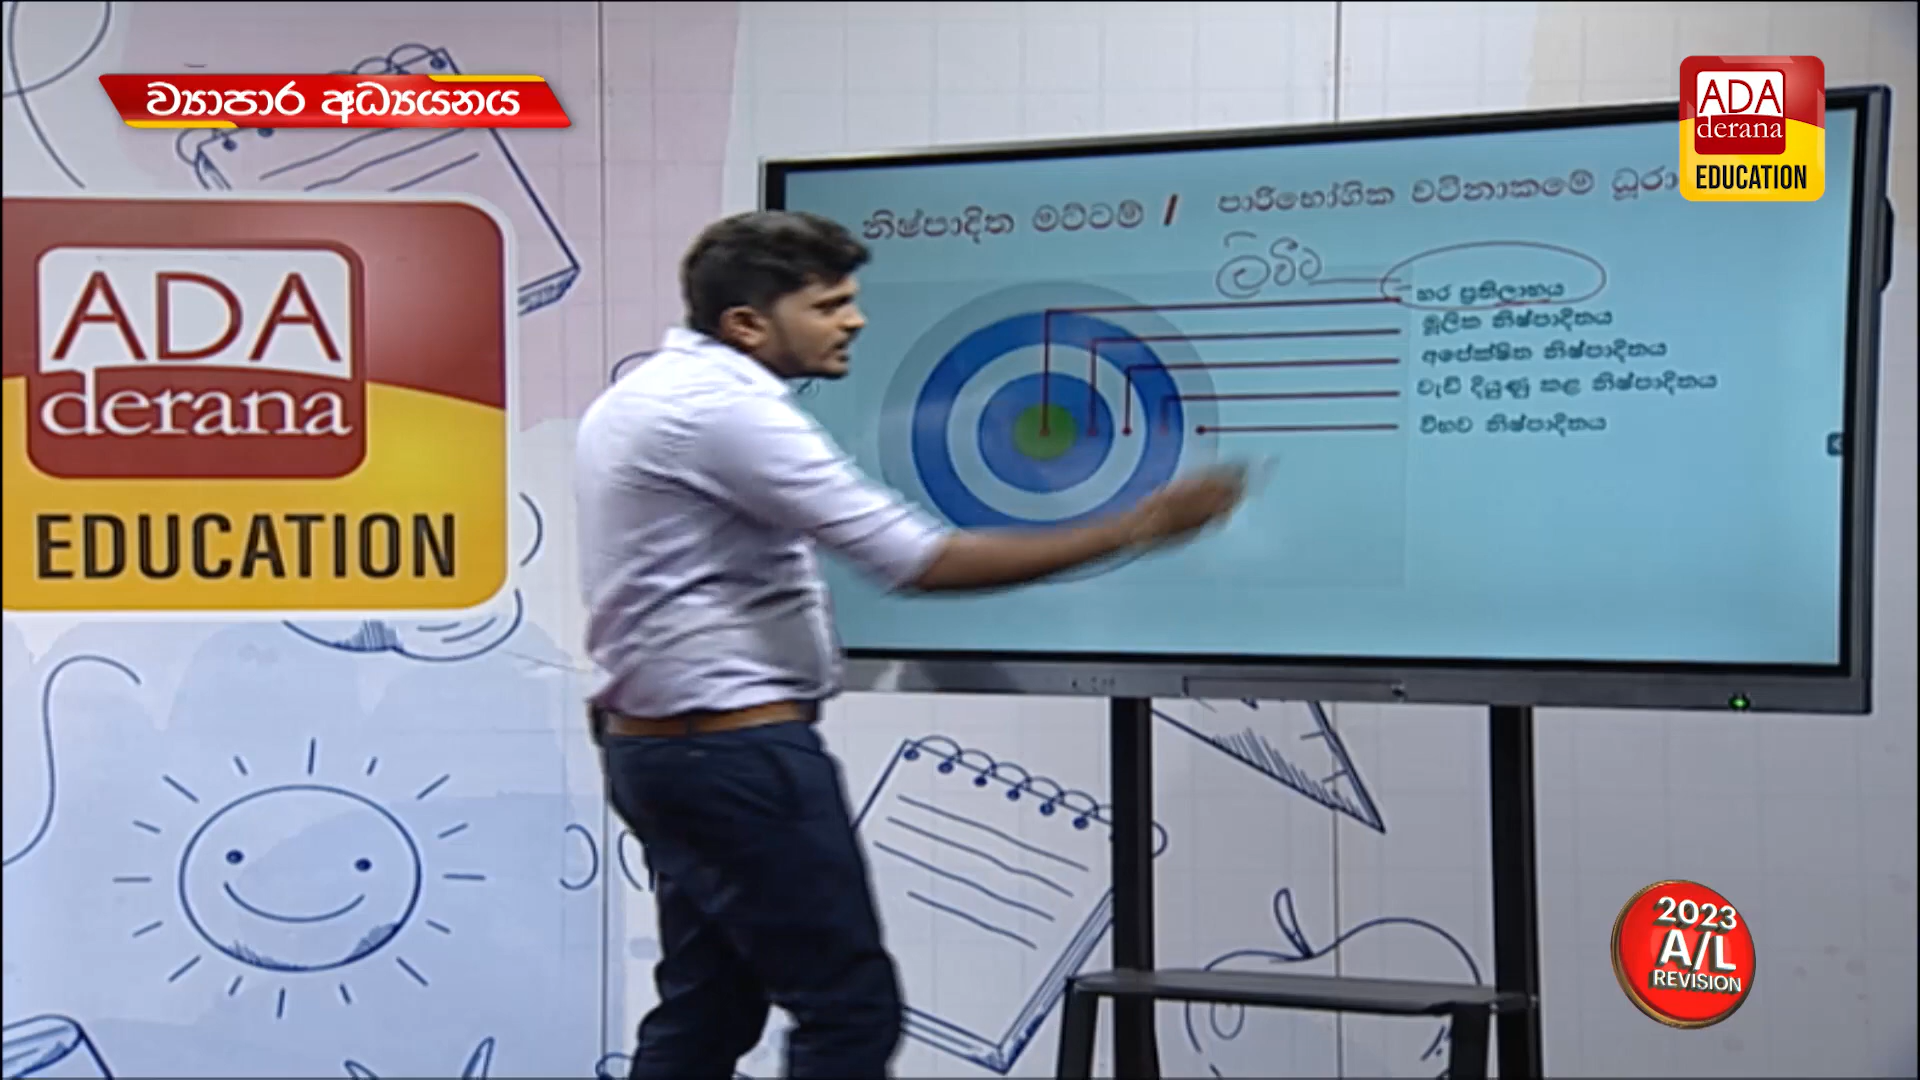 ව්‍යාපාර අධ්‍යයනය
ADA
derana
EDUCATION
ADA
derana
EDUCATION
නිෂ්පාදිත මට්ටම් / පාරිභෝගික වටිනාකමේ ධූරා
හර ප්‍රතිලාභය
මූලික නිෂ්පාදිතය
අපේක්ෂිත නිෂ්පාදිතය
වැඩි දියුණු කළ නිෂ්පාදිතය
විභව නිෂ්පාදිතය
2023
A/L
REVISION